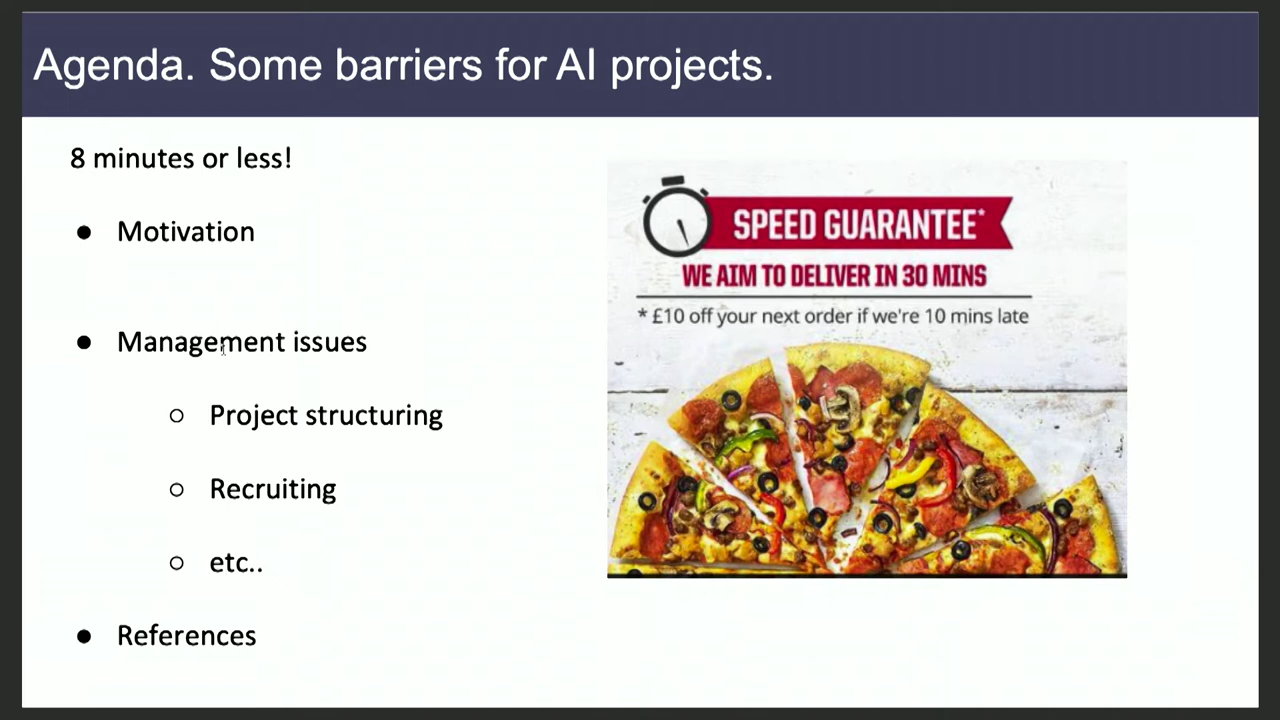 Agenda. Some barriers for AI projects.
8 minutes or less!
● Motivation
● Management issues
○ Project structuring
○ Recruiting
○ etc..
● References
SPEED GUARANTEE*
WE AIM TO DELIVER IN 30 MINS
* £10 off your next order if we're 10 mins late